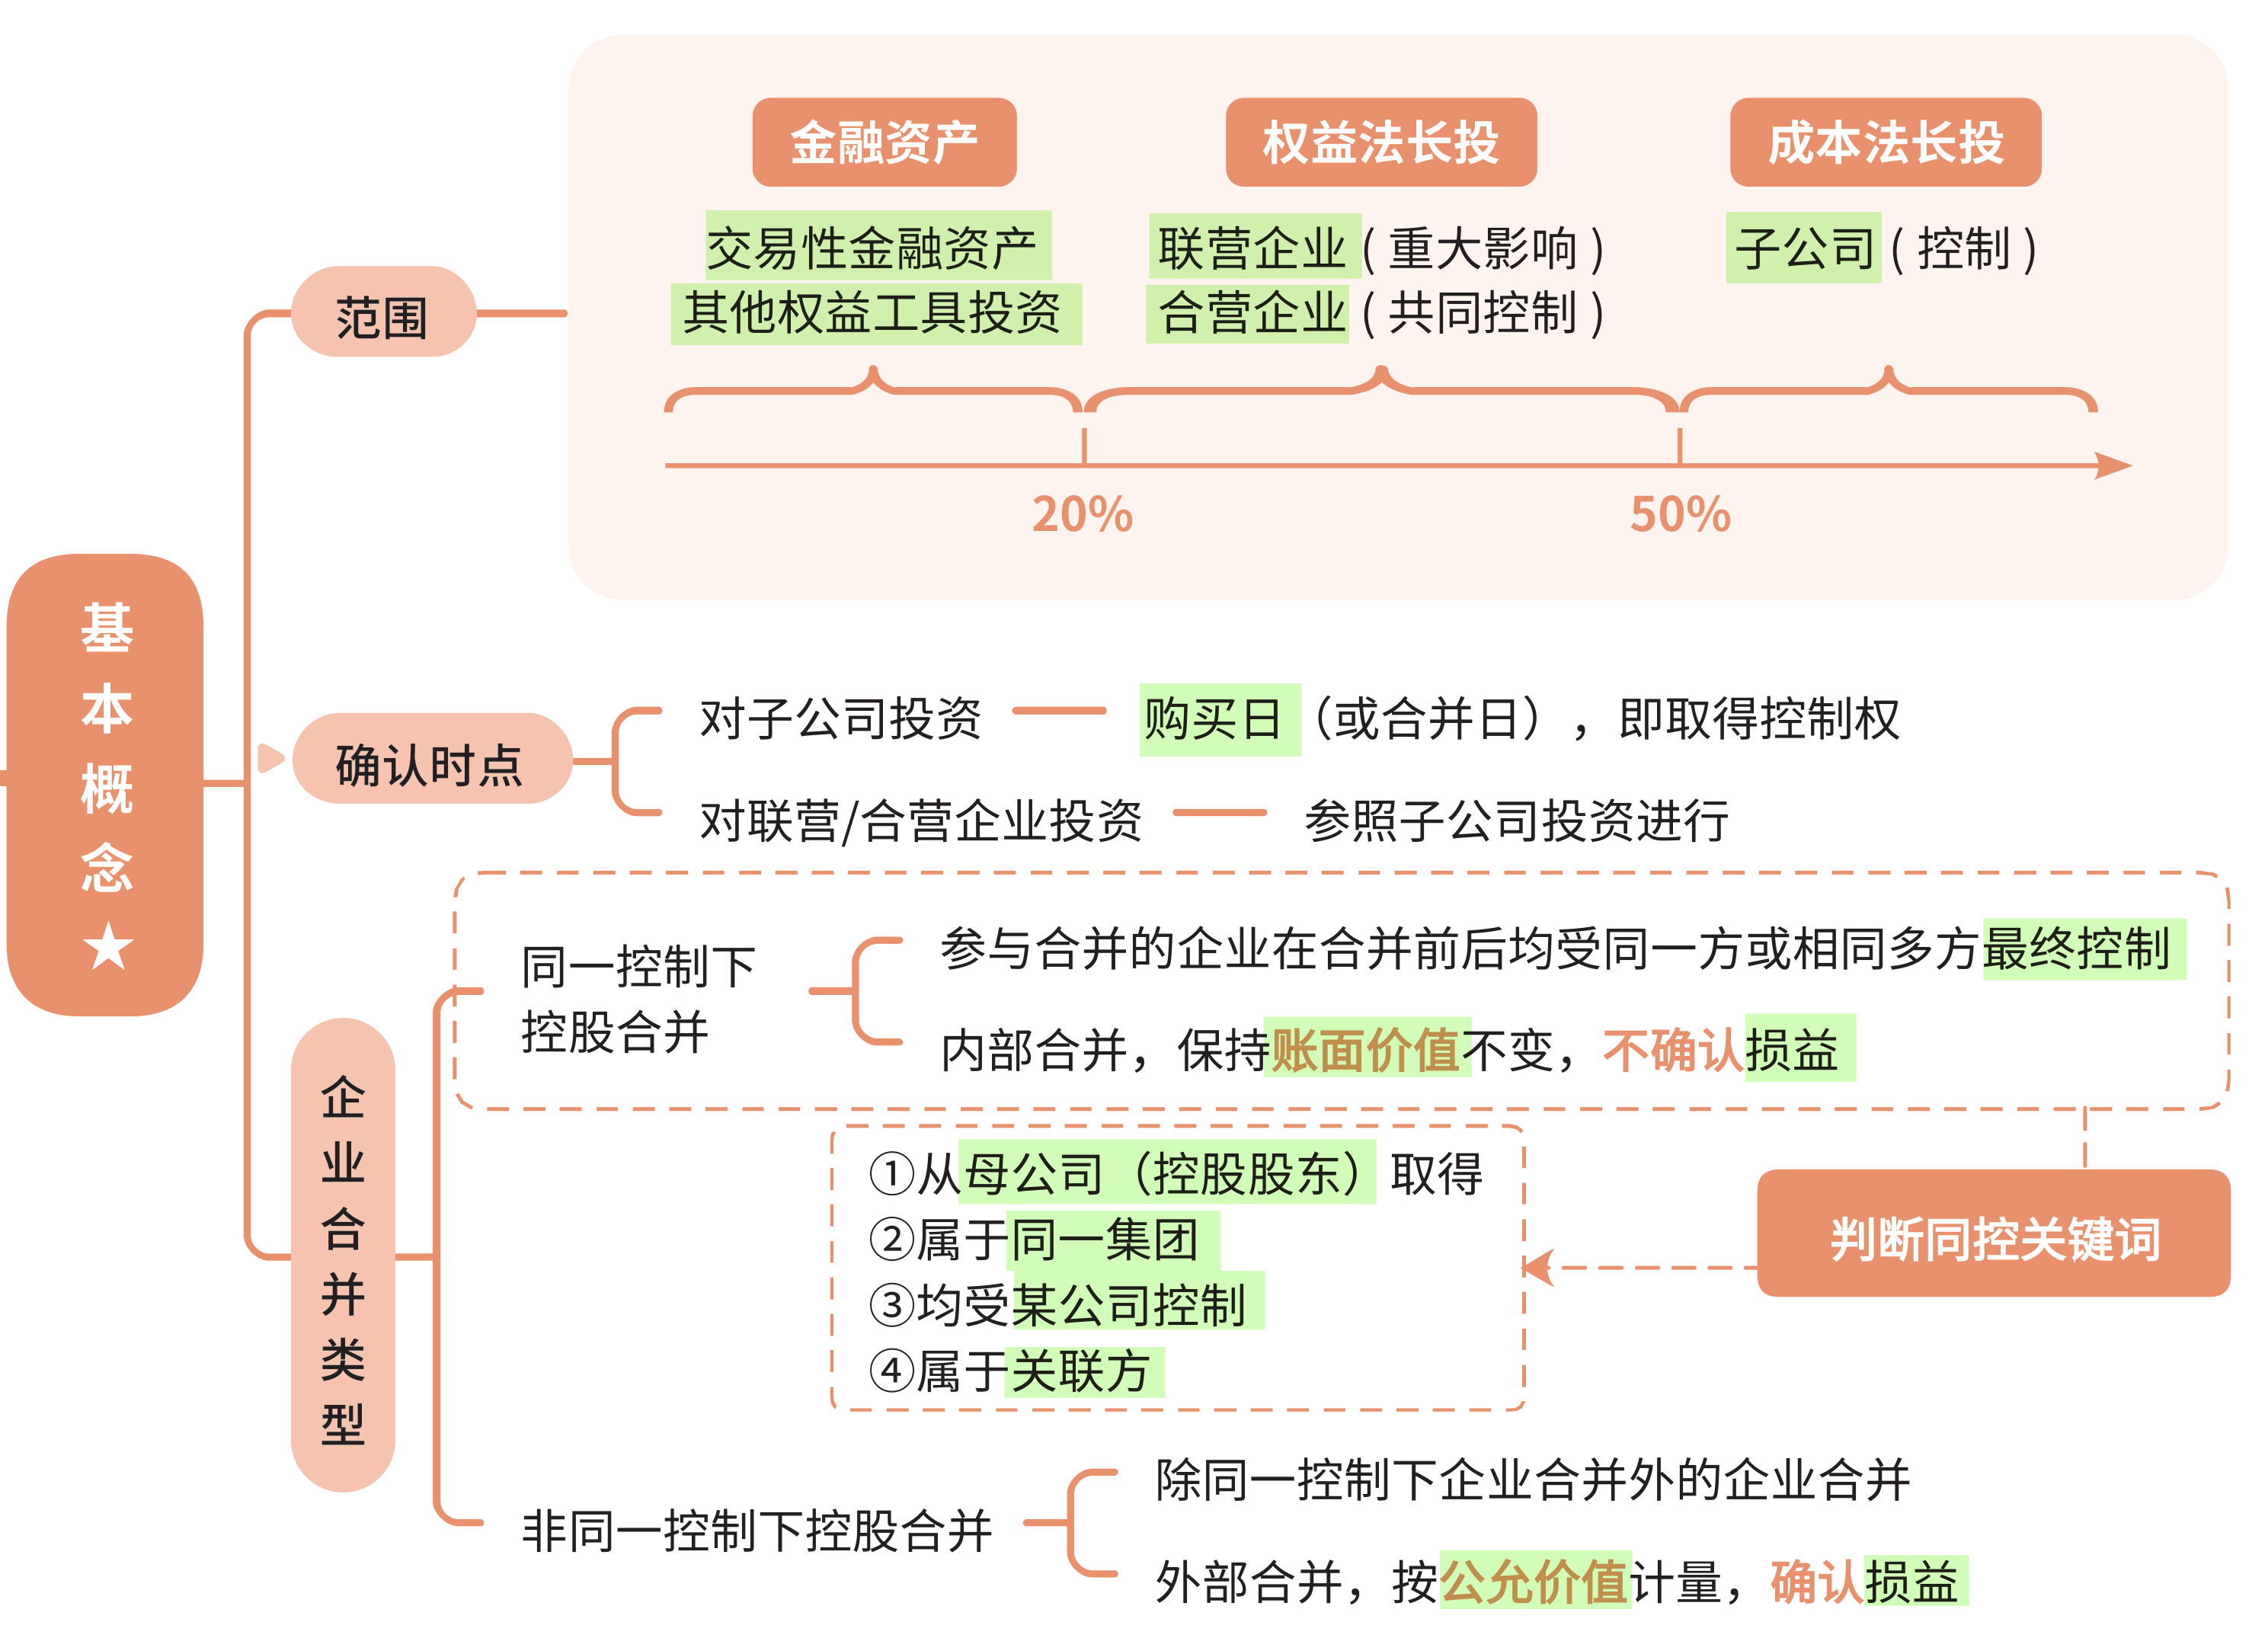 基本概念★
范围
金融资产
权益法长投
成本法长投
交易性金融资产
联营企业( 重大影响 )
子公司( 控制 )
其他权益工具投资
合营企业( 共同控制 )
20%
50%
确认时点
对子公司投资
购买日（或合并日），即取得控制权
对联营/合营企业投资
参照子公司投资进行
企业合并类型
同一控制下
控股合并
参与合并的企业在合并前后均受同一方或相同多方最终控制
内部合并，保持账面价值不变，不确认损益
判断同控关键词
①从母公司（控股股东）取得
②属于同一集团
③均受某公司控制
④属于关联方
非同一控制下控股合并
除同一控制下企业合并外的企业合并
外部合并，按公允价值计量，确认损益